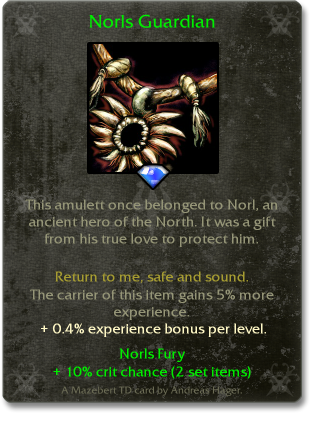 Norls Guardian
This amulett once belonged to Norl, an
ancient hero of the North. It was a gift
from his true love to protect him.
Return to me, safe and sound.
The carrier of this item gains 5% more
experience.
+ 0.4% experience bonus per level.
Norls Fury
+ 10% crit chance (2 set items)
A Mazebert TD card by Andreas Hager.